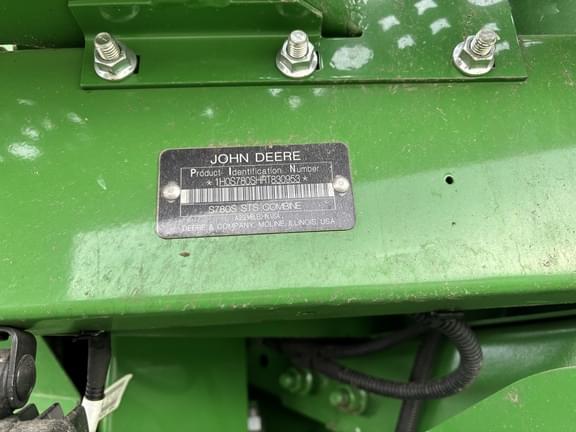 JOHN DEERE
Product Identification Number
*1H0S780SHRT830953*
S780S STS COMBINE
ASSEMBLED IN USA
DEERE & COMPANY MOLINE, ILLINOIS, USA